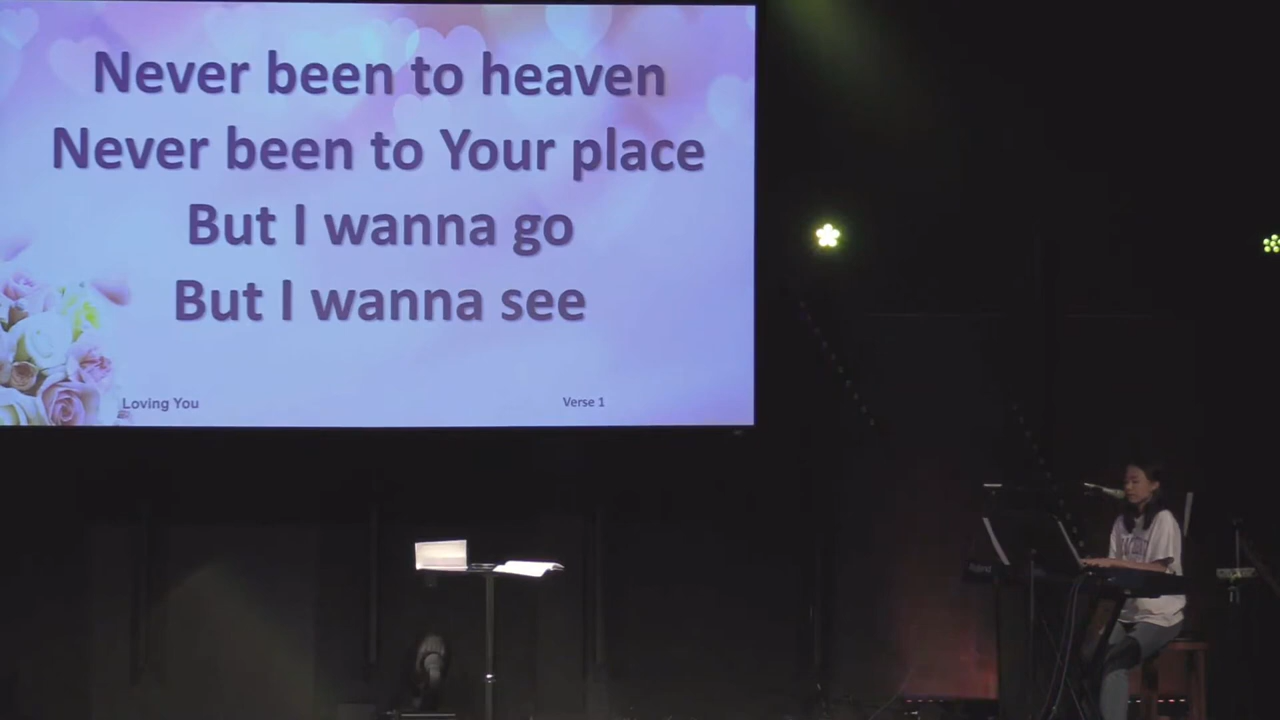 Never been to heaven
Never been to Your place
But I wanna go
But I wanna see
Loving You
Verse 1
Roland